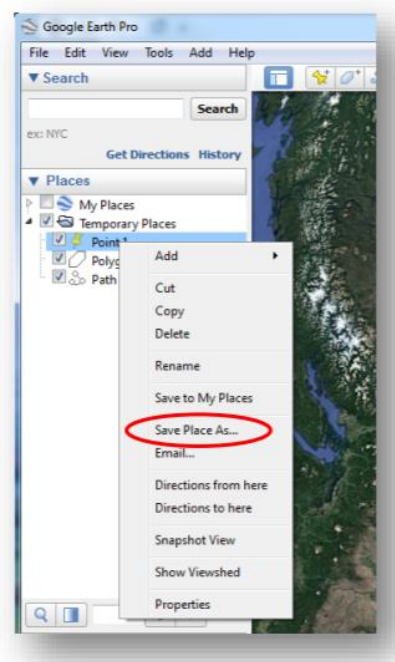 Google Earth Pro
File Edit View Tools Add Help
Search
Search
ex: NYC
Get Directions History
Places
My Places
Temporary Places
Point 1
Polyg
Path
Add
Cut
Copy
Delete
Rename
Save to My Places
Save Place As...
Email...
Directions from here
Directions to here
Snapshot View
Show Viewshed
Properties